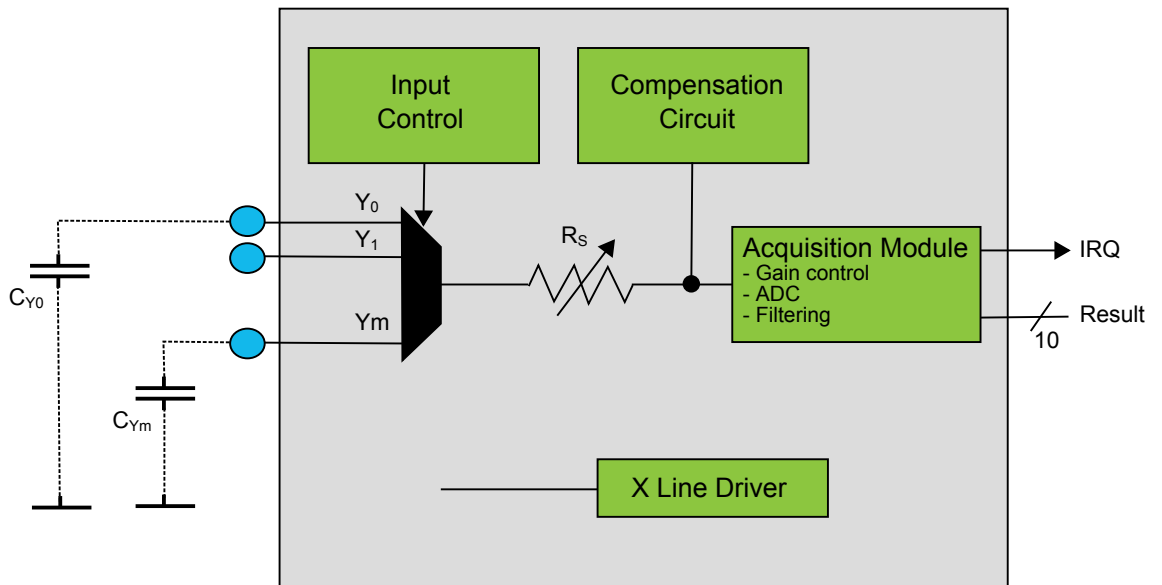 Input
Control
Compensation
Circuit
Y0
Y1
Ym
RS
Acquisition Module
- Gain control
- ADC
- Filtering
IRQ
Result
10
CY0
CYm
X Line Driver